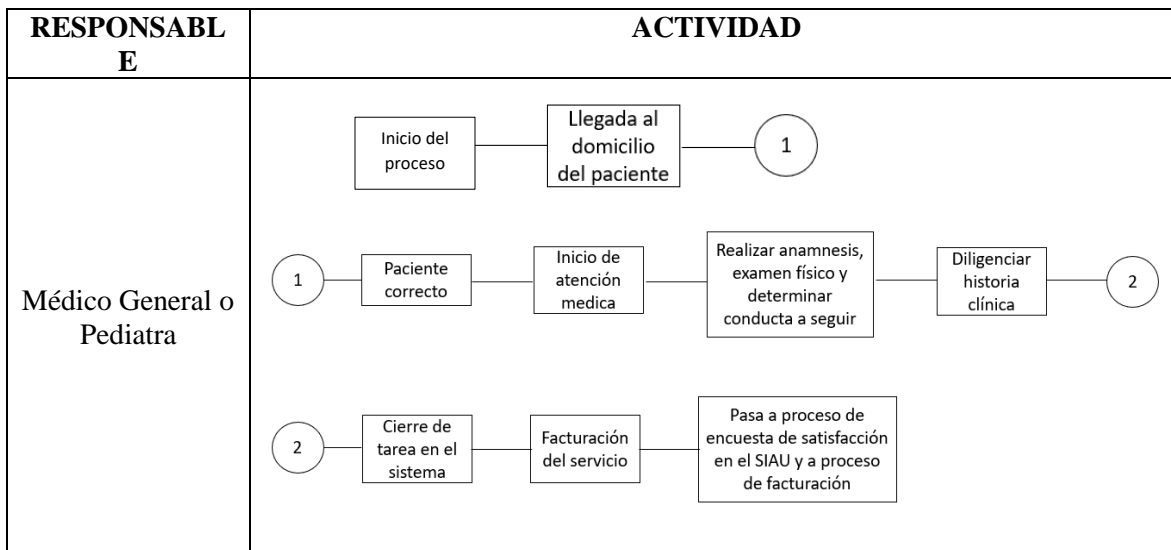 RESPONSABL
E
ACTIVIDAD
Médico General o
Pediatra
Inicio del
proceso
Llegada al
domicilio
del paciente
1
1
Paciente
correcto
Inicio de
atención
medica
Realizar anamnesis,
examen físico y
determinar
conducta a seguir
Diligenciar
historia
clínica
2
2
Cierre de
tarea en el
sistema
Facturación
del servicio
Pasa a proceso de
encuesta de satisfacción
en el SIAU y a proceso
de facturación